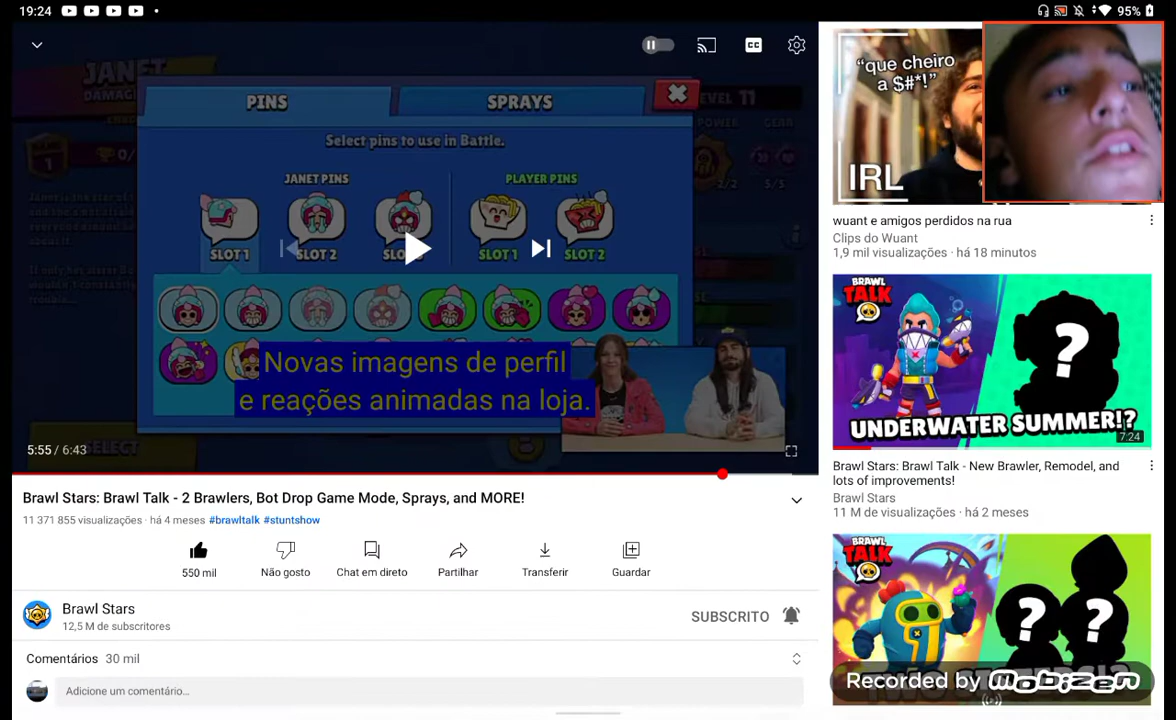 19:24
95%
JANET
PINS
SPRAYS
LEVEL 11
Select pins to use in Battle.
JANET PINS
PLAYER PINS
SLOT 1
SLOT 2
SLOT 1
SLOT 2
Novas imagens de perfil
e reações animadas na loja.
SELECT
5:55 / 6:43
Brawl Stars: Brawl Talk - 2 Brawlers, Bot Drop Game Mode, Sprays, and MORE!
11 371 855 visualizações · há 4 meses #brawltalk #stuntshow
550 mil
Não gosto
Chat em direto
Partilhar
Transferir
Guardar
Brawl Stars
12,5 M de subscritores
SUBSCRITO
Comentários 30 mil
Adicione um comentário...
"que cheiro
a $#*!"
IRL
wuant e amigos perdidos na rua
Clips do Wuant
1,9 mil visualizações · há 18 minutos
BRAWL
TALK
?
UNDERWATER SUMMER!?
7:24
Brawl Stars: Brawl Talk - New Brawler, Remodel, and
lots of improvements!
Brawl Stars
11 M de visualizações · há 2 meses
BRAWL
TALK
? ?
Recorded by mobizen